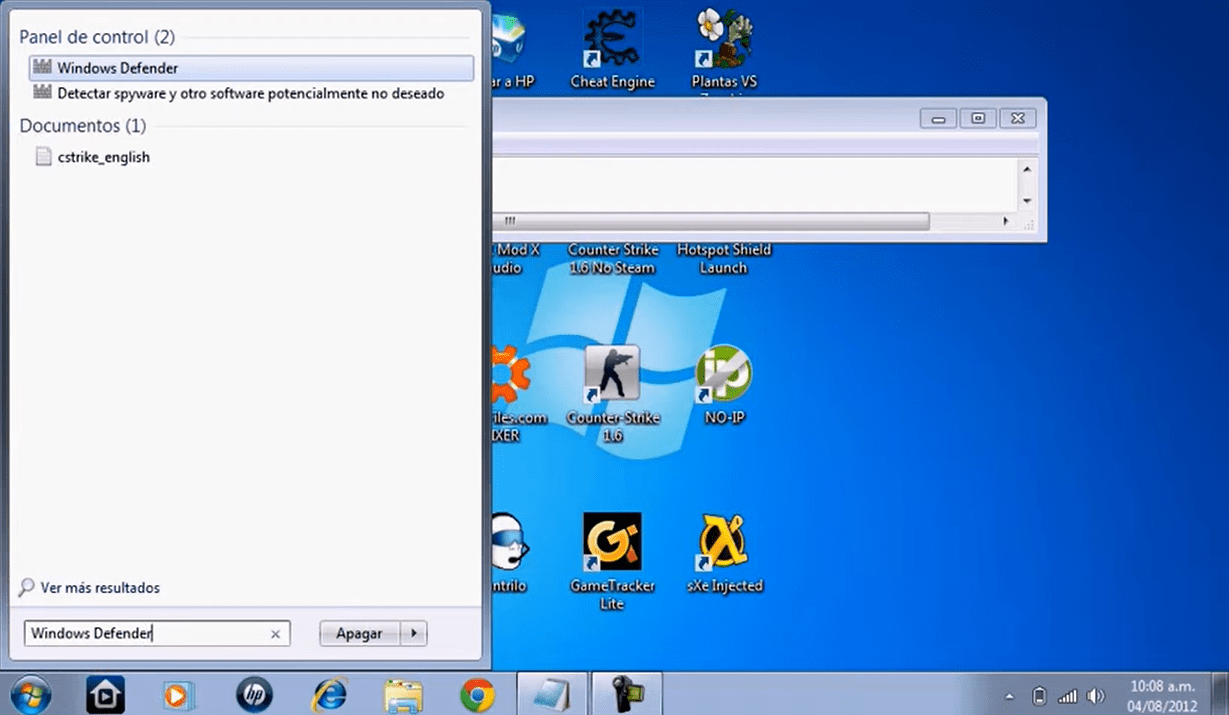 Panel de control (2)
Windows Defender
Detectar spyware y otro software potencialmente no deseado
Documentos (1)
cstrike_english
Ver más resultados
Windows Defender
Apagar
ar a HP
Cheat Engine
Plantas VS
Mod X
udio
Counter Strike
1.6 No Steam
Hotspot Shield
Launch
iles.com
IXER
Counter-Strike
1.6
ip
NO-IP
ntrilo
G
GameTracker
Lite
sXe Injected
hp
10:08 a.m.
04/08/2012